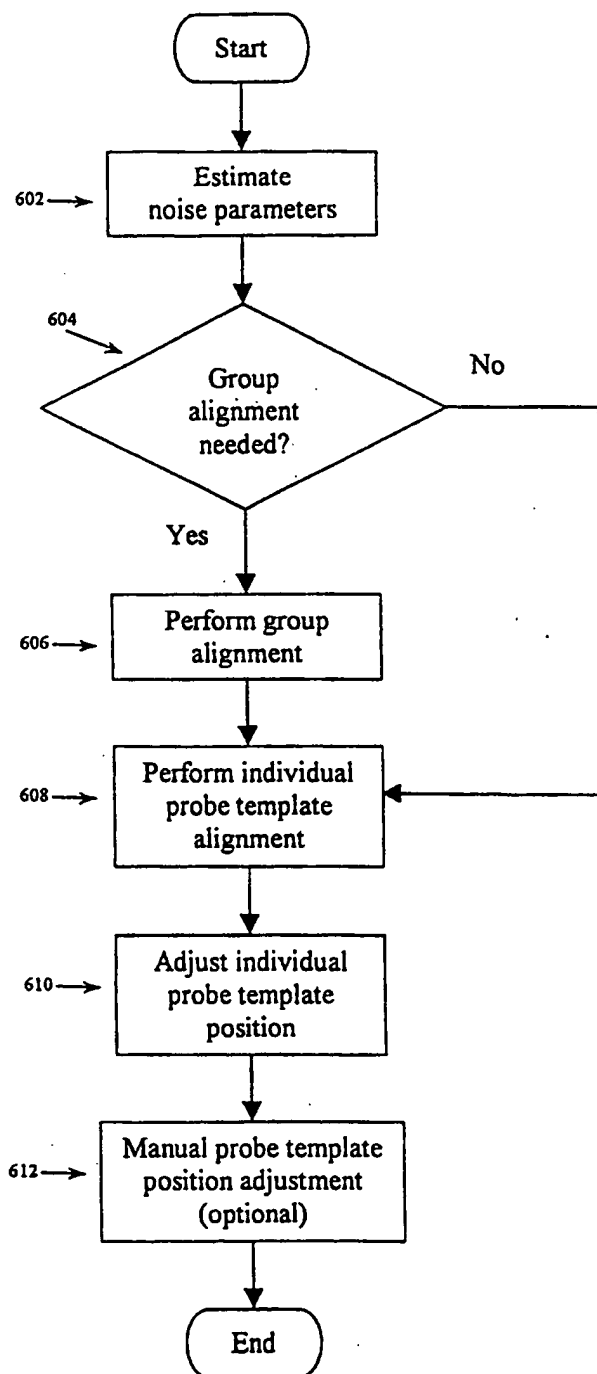 Start
602
Estimate
noise parameters
604
Group
alignment
needed?
No
Yes
606
Perform group
alignment
608
Perform individual
probe template
alignment
610
Adjust individual
probe template
position
612
Manual probe template
position adjustment
(optional)
End